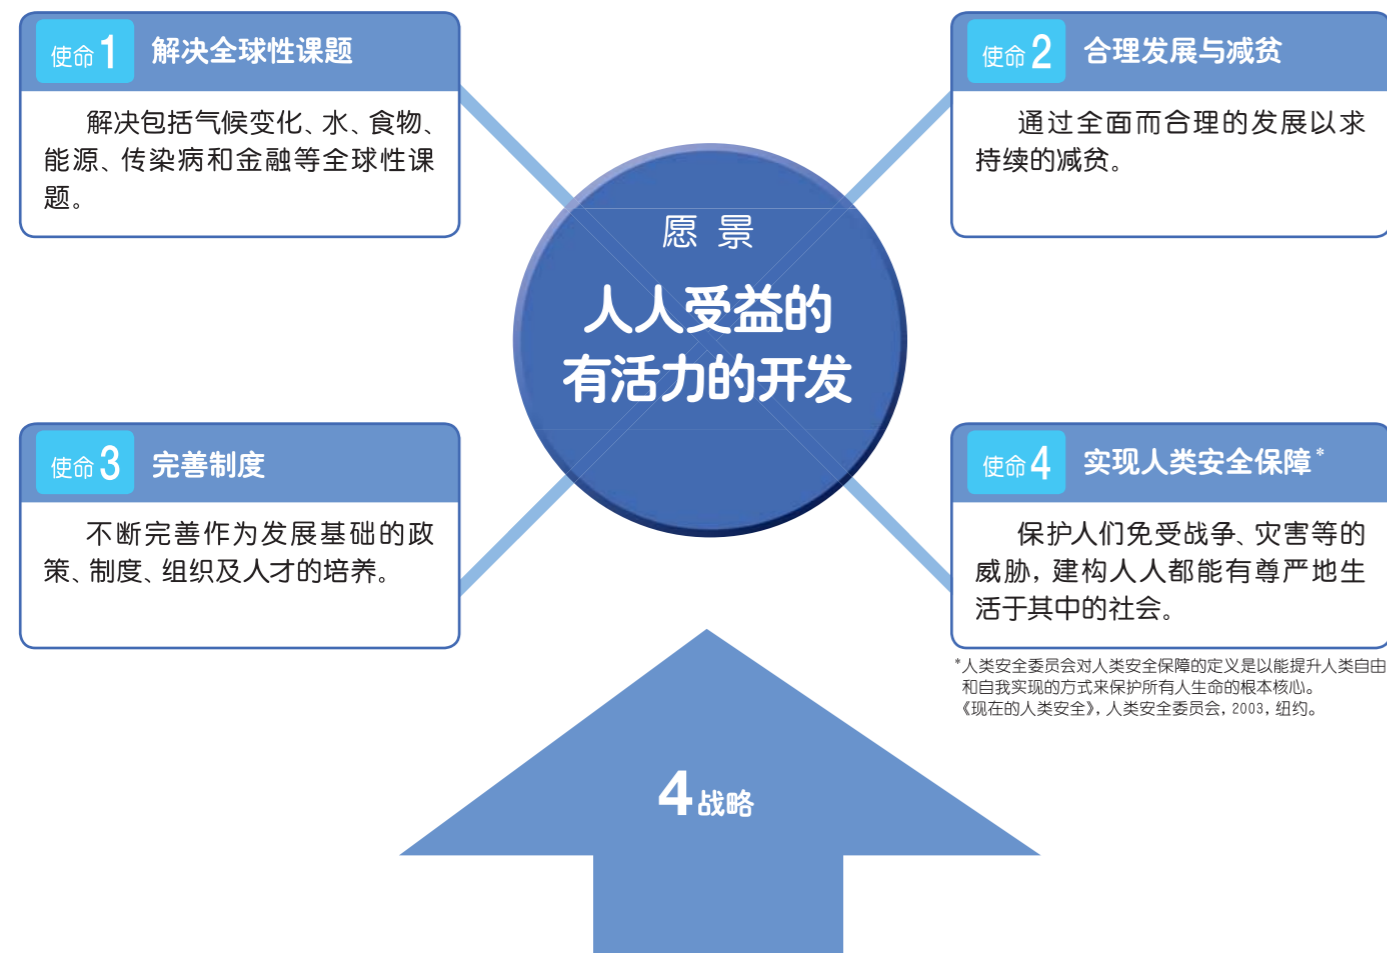 使命1 解决全球性课题
解决包括气候变化、水、食物、
能源、传染病和金融等全球性课
题。
使命2 合理发展与减贫
通过全面而合理的发展以求
持续的减贫。
愿景
人人受益的
有活力的开发
使命3 完善制度
不断完善作为发展基础的政
策、制度、组织及人才的培养。
使命4 实现人类安全保障*
保护人们免受战争、灾害等的
威胁，建构人人都能有尊严地生
活于其中的社会。
*人类安全委员会对人类安全保障的定义是以能提升人类自由
和自我实现的方式来保护所有人生命的根本核心。
《现在的人类安全》，人类安全委员会，2003，纽约。
4战略